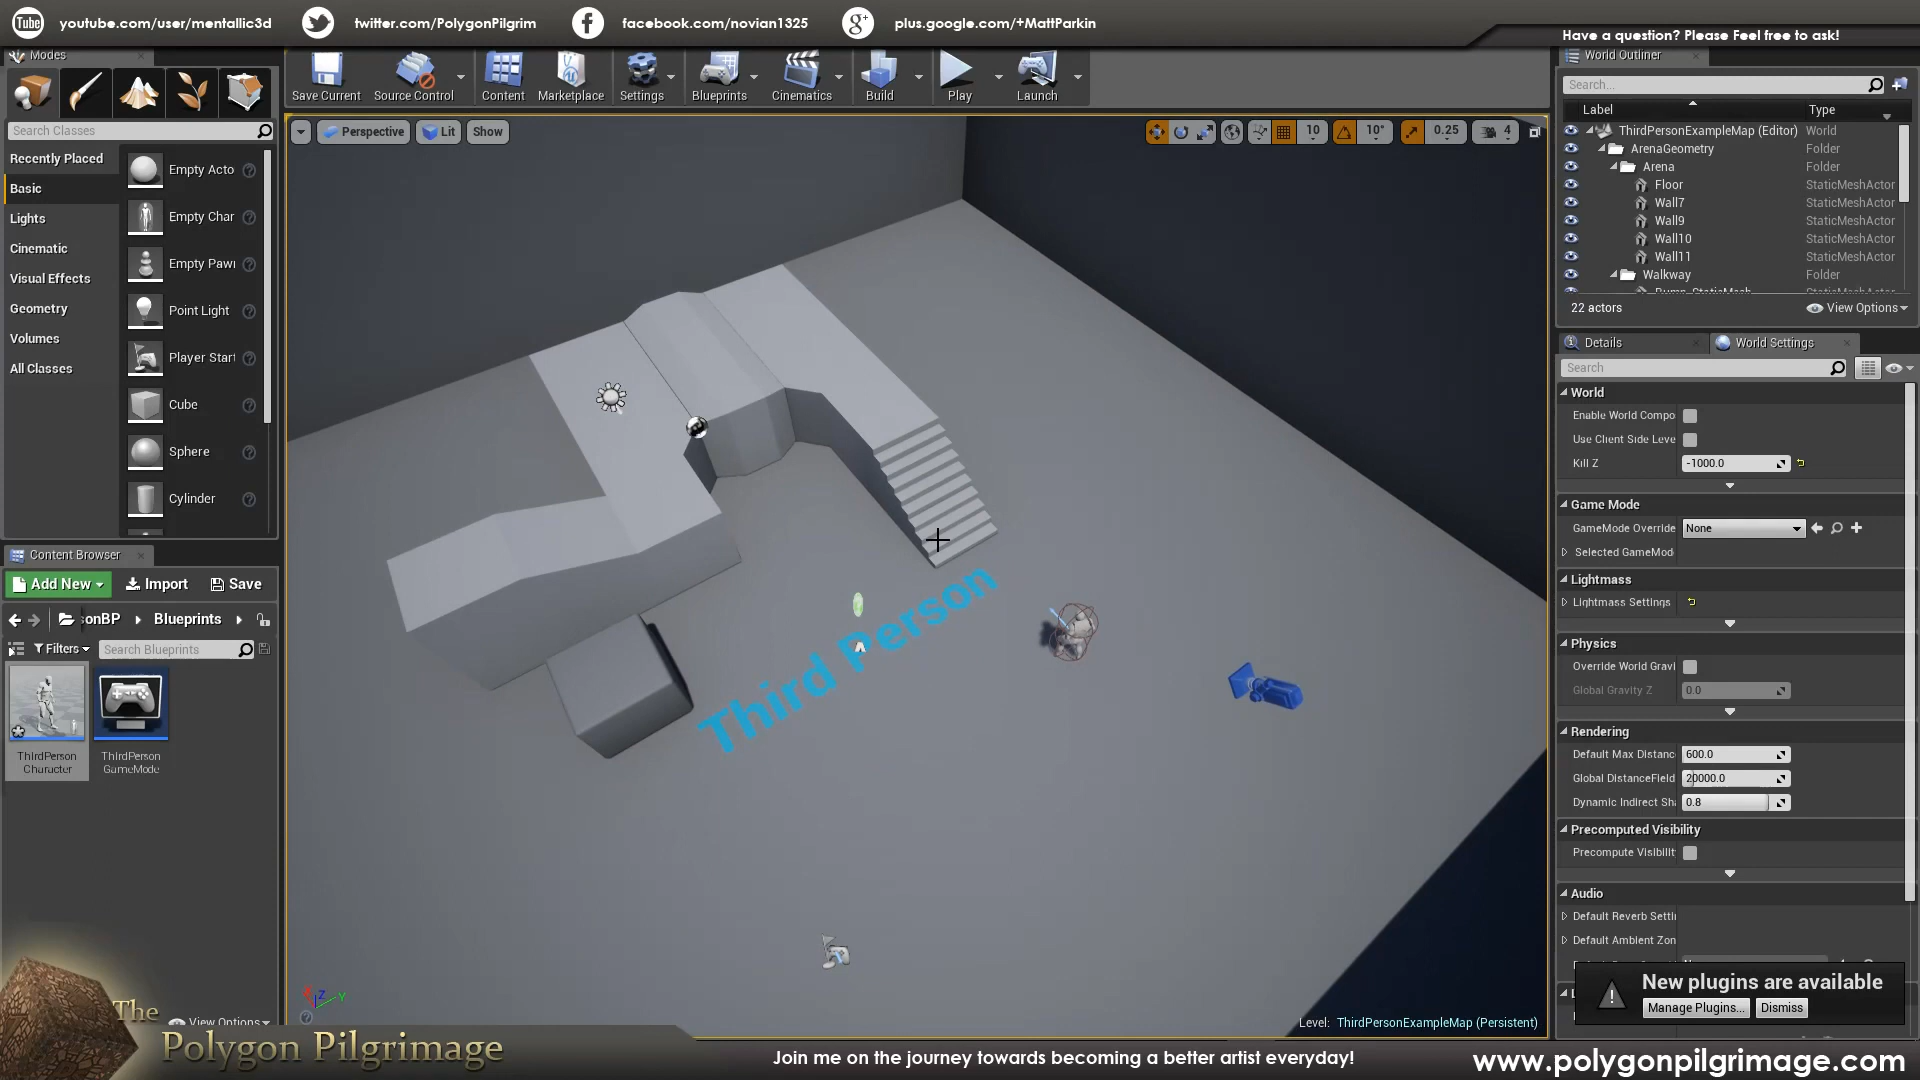 youtube.com/user/mentallic3d
twitter.com/PolygonPilgrim
facebook.com/novian1325
plus.google.com/+MattParkin
Have a question? Please Feel free to ask!
Modes
Save Current
Source Control
Content
Marketplace
Settings
Blueprints
Cinematics
Build
Play
Launch
World Outliner
Search Classes
Recently Placed
Basic
Lights
Cinematic
Visual Effects
Geometry
Volumes
All Classes
Empty Acto
Empty Char
Empty Pawn
Point Light
Player Start
Cube
Sphere
Cylinder
Perspective
Lit
Show
10
10°
0.25
4
Third Person
Level: ThirdPersonExampleMap (Persistent)
Search...
Label Type
ThirdPersonExampleMap (Editor) World
ArenaGeometry Folder
Arena Folder
Floor StaticMeshActor
Wall7 StaticMeshActor
Wall9 StaticMeshActor
Wall10 StaticMeshActor
Wall11 StaticMeshActor
Walkway Folder
22 actors
View Options
Details
World Settings
Search
World
Enable World Compo
Use Client Side Leve
Kill Z -1000.0
Game Mode
GameMode Override None
Selected GameMod
Lightmass
Lightmass Settings
Physics
Override World Gravi
Global Gravity Z 0.0
Rendering
Default Max Distanc 600.0
Global DistanceField 20000.0
Dynamic Indirect Sha 0.8
Precomputed Visibility
Precompute Visibilit
Audio
Default Reverb Setti
Default Ambient Zon
New plugins are available
Manage Plugins...
Dismiss
Content Browser
Add New
Import
Save
sonBP
Blueprints
Filters
Search Blueprints
ThirdPerson
Character
ThirdPerson
GameMode
View Options
The
Polygon Pilgrimage
Join me on the journey towards becoming a better artist everyday!
www.polygonpilgrimage.com